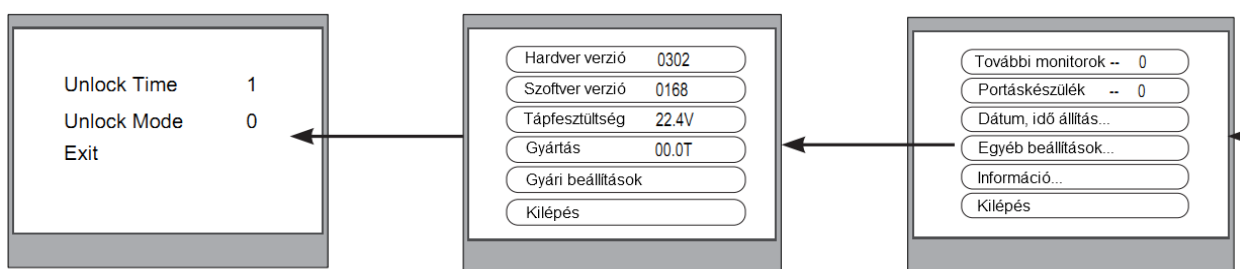 Unlock Time 1
Unlock Mode 0
Exit
Hardver verzió 0302
Szoftver verzió 0168
Tápfesztültség 22.4V
Gyártás 00.0T
Gyári beállítások
Kilépés
További monitorok -- 0
Portáskészülék -- 0
Dátum, idő állítás...
Egyéb beállítások...
Információ...
Kilépés